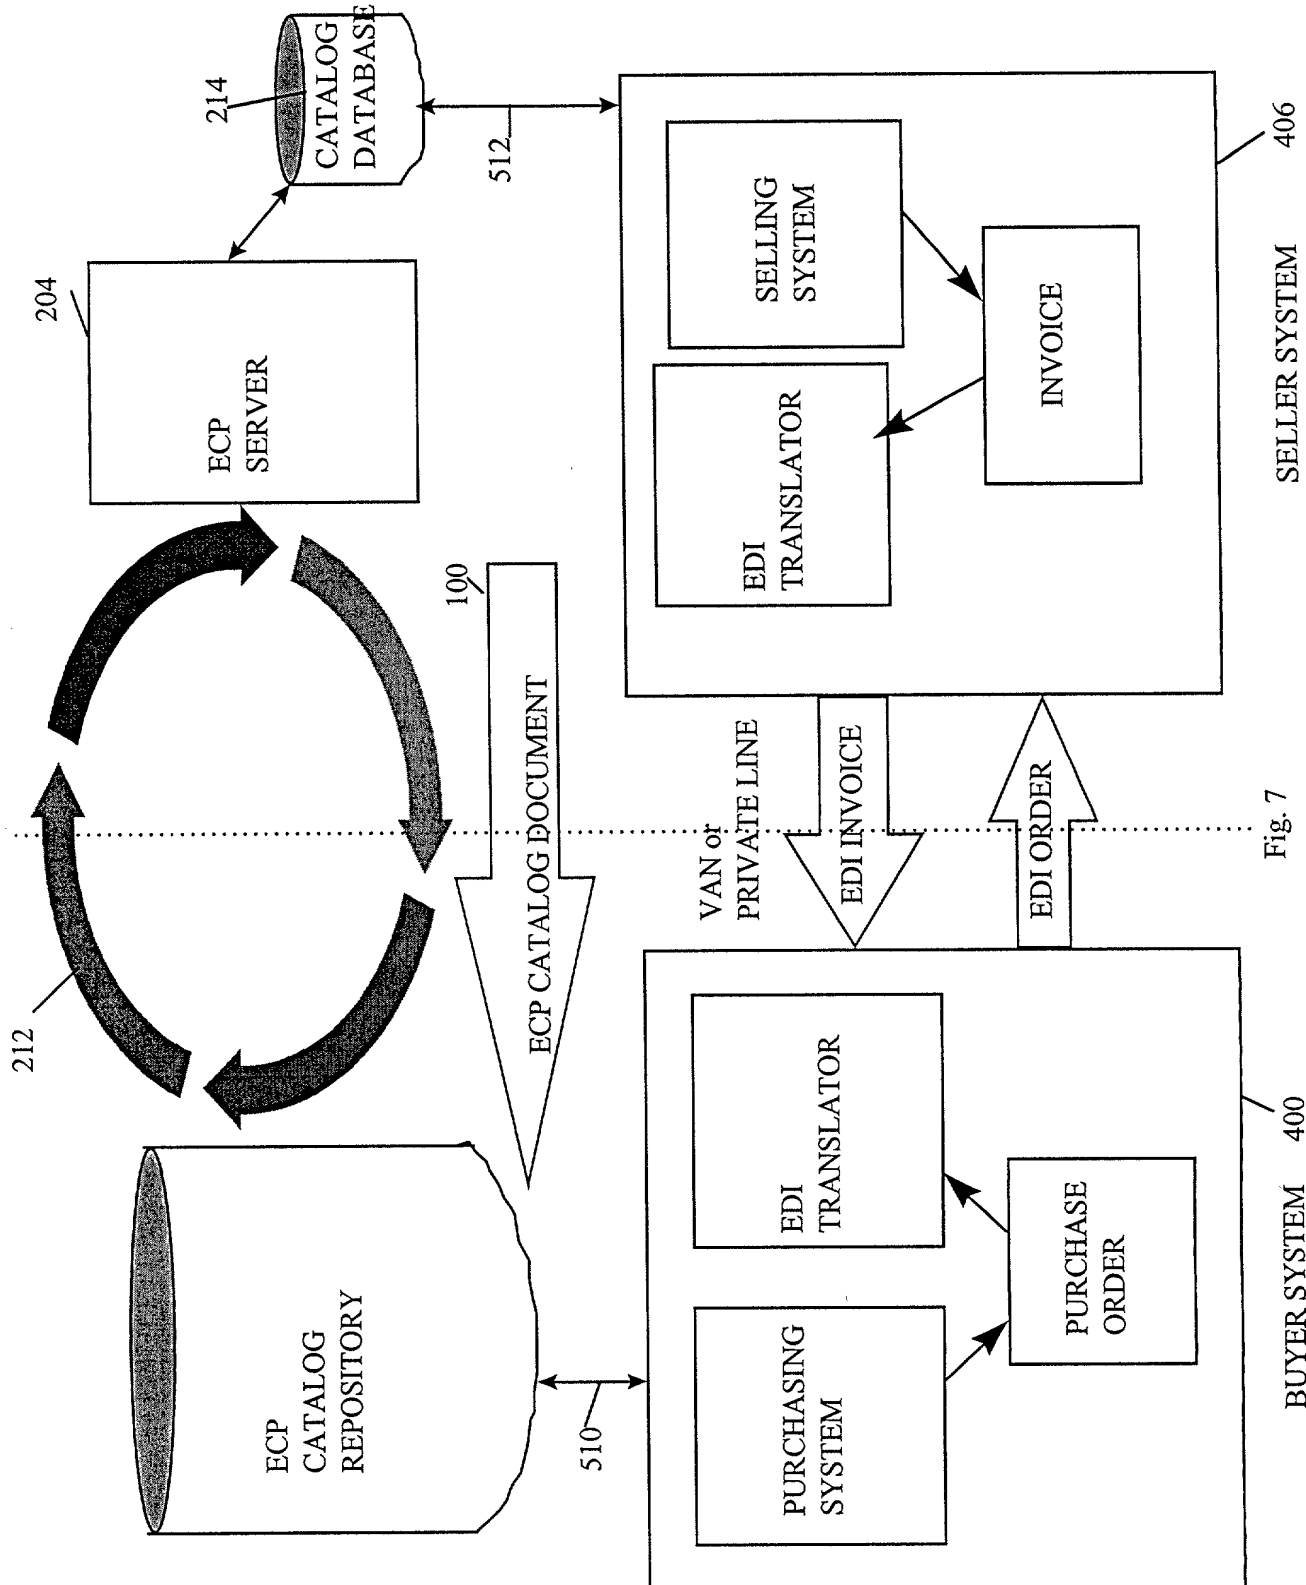 212
204
214
ECP
CATALOG
REPOSITORY
ECP
SERVER
CATALOG
DATABASE
ECP CATALOG DOCUMENT
100
510
512
VAN or
PRIVATE LINE
PURCHASING
SYSTEM
EDI
TRANSLATOR
EDI INVOICE
EDI
TRANSLATOR
SELLING
SYSTEM
PURCHASE
ORDER
EDI ORDER
INVOICE
BUYER SYSTEM
400
Fig. 7
SELLER SYSTEM
406